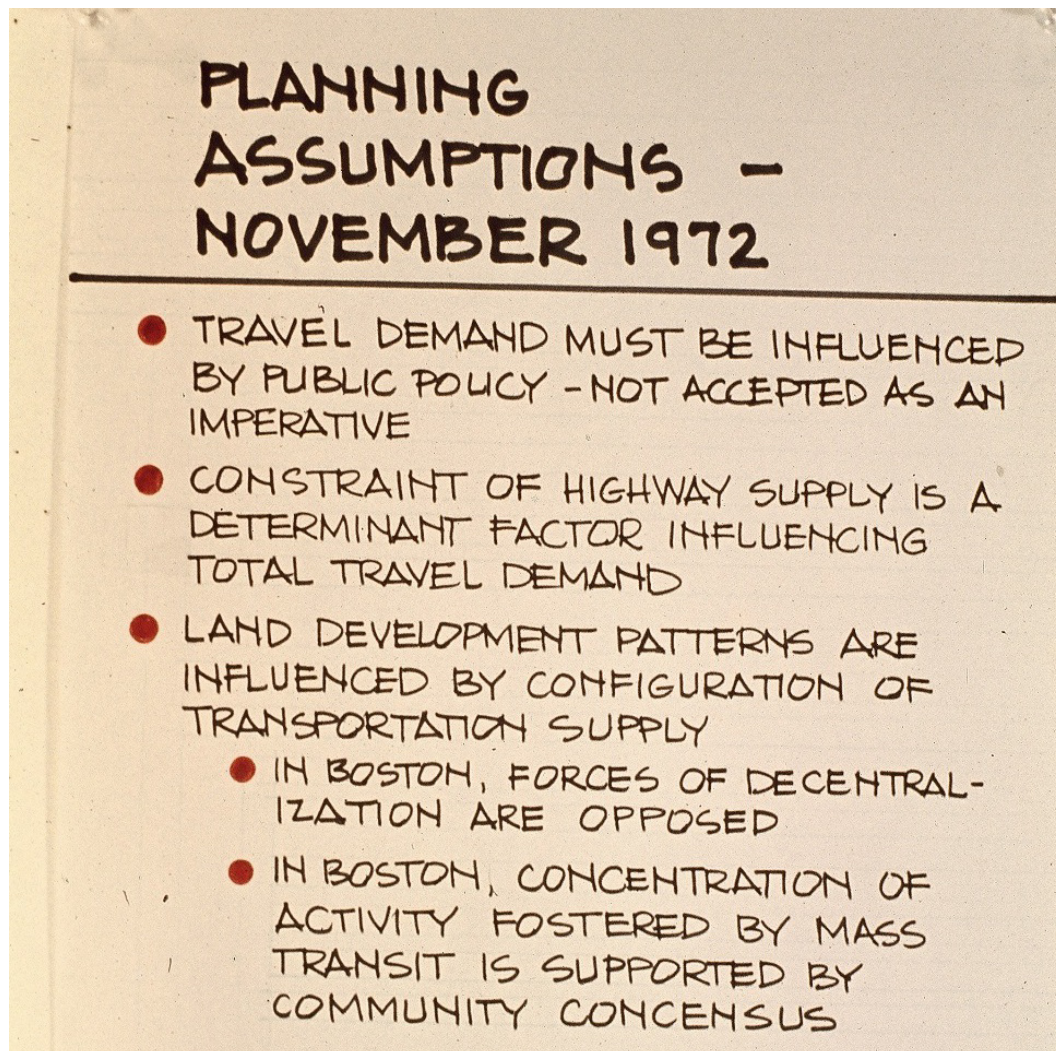 PLANNING
ASSUMPTIONS -
NOVEMBER 1972
• TRAVEL DEMAND MUST BE INFLUENCED
BY PUBLIC POLICY - NOT ACCEPTED AS AN
IMPERATIVE
• CONSTRAINT OF HIGHWAY SUPPLY IS A
DETERMINANT FACTOR INFLUENCING
TOTAL TRAVEL DEMAND
• LAND DEVELOPMENT PATTERNS ARE
INFLUENCED BY CONFIGURATION OF
TRANSPORTATION SUPPLY
• IN BOSTON, FORCES OF DECENTRAL-
IZATION ARE OPPOSED
• IN BOSTON, CONCENTRATION OF
ACTIVITY FOSTERED BY MASS
TRANSIT IS SUPPORTED BY
COMMUNITY CONCENSUS